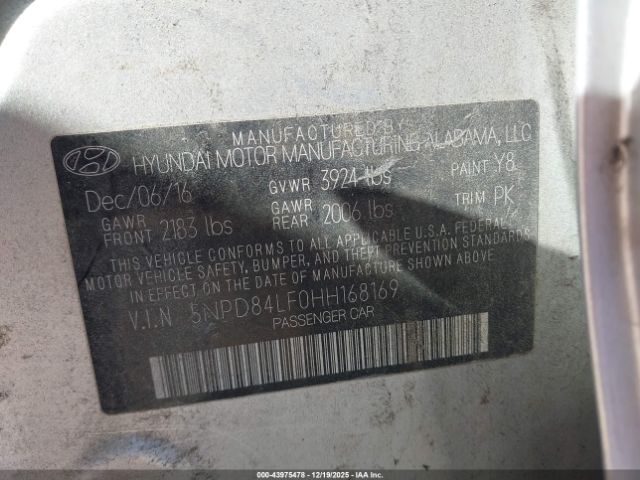 MANUFACTURED BY
HYUNDAI MOTOR MANUFACTURING ALABAMA, LLC
Dec/06/16 GVWR 3924 lbs PAINT Y8
GAWR FRONT 2183 lbs GAWR REAR 2006 lbs TRIM PK
THIS VEHICLE CONFORMS TO ALL APPLICABLE U.S.A. FEDERAL
MOTOR VEHICLE SAFETY, BUMPER, AND THEFT PREVENTION
STANDARDS IN EFFECT ON THE DATE OF MANUFACTURE SHOWN ABOVE.
V.I.N 5NPD84LF0HH168169
PASSENGER CAR
000-43975478 - 12/19/2025 - © 2025 IAA, Inc.